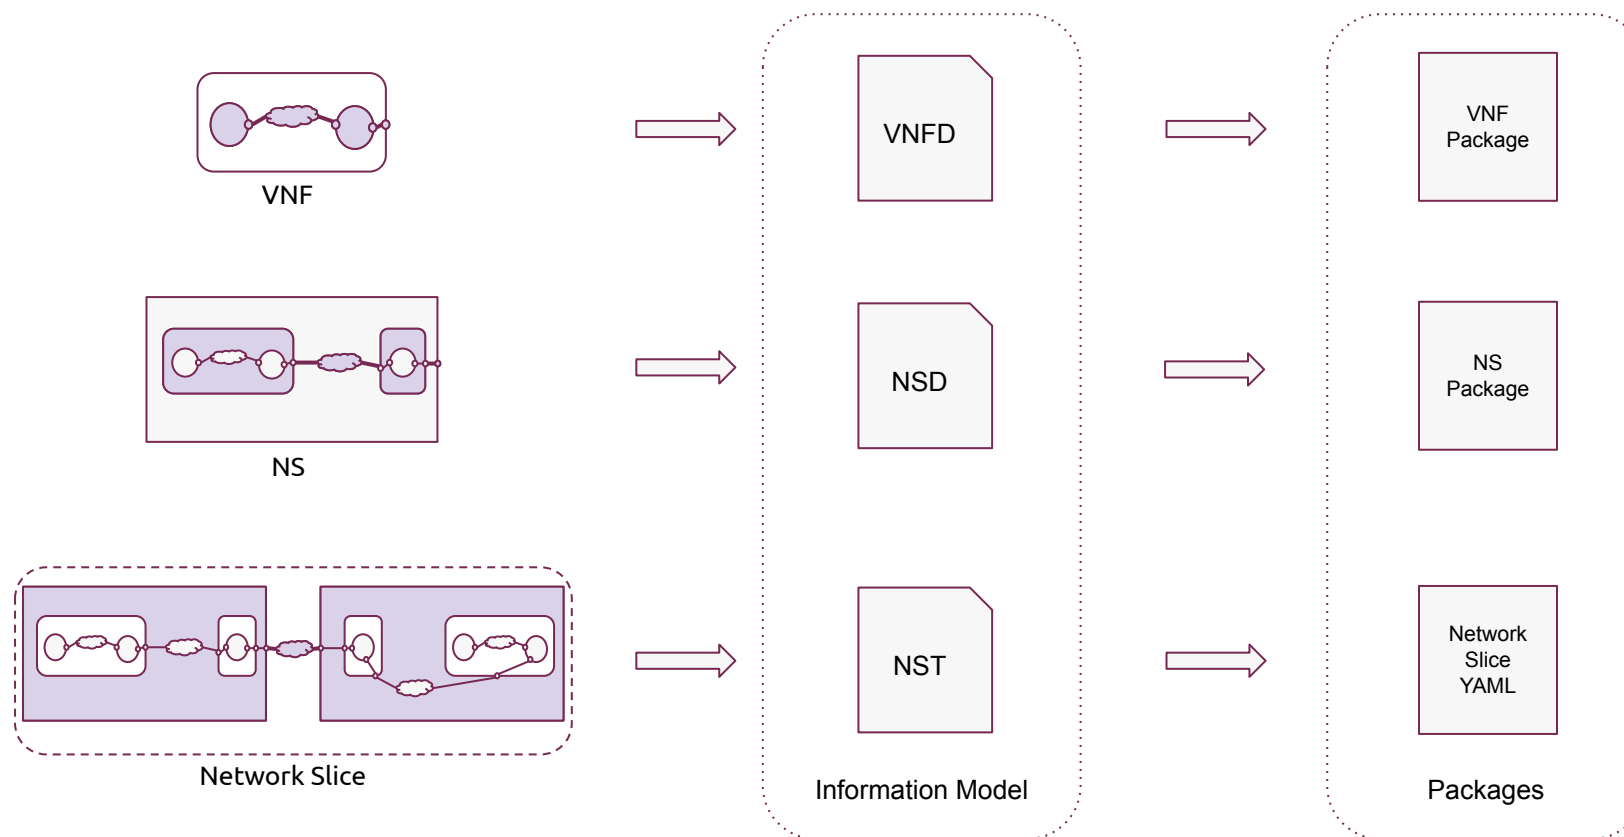 VNF
VNFD
VNF
Package
NS
NSD
NS
Package
Network Slice
NST
Network
Slice
YAML
Information Model
Packages